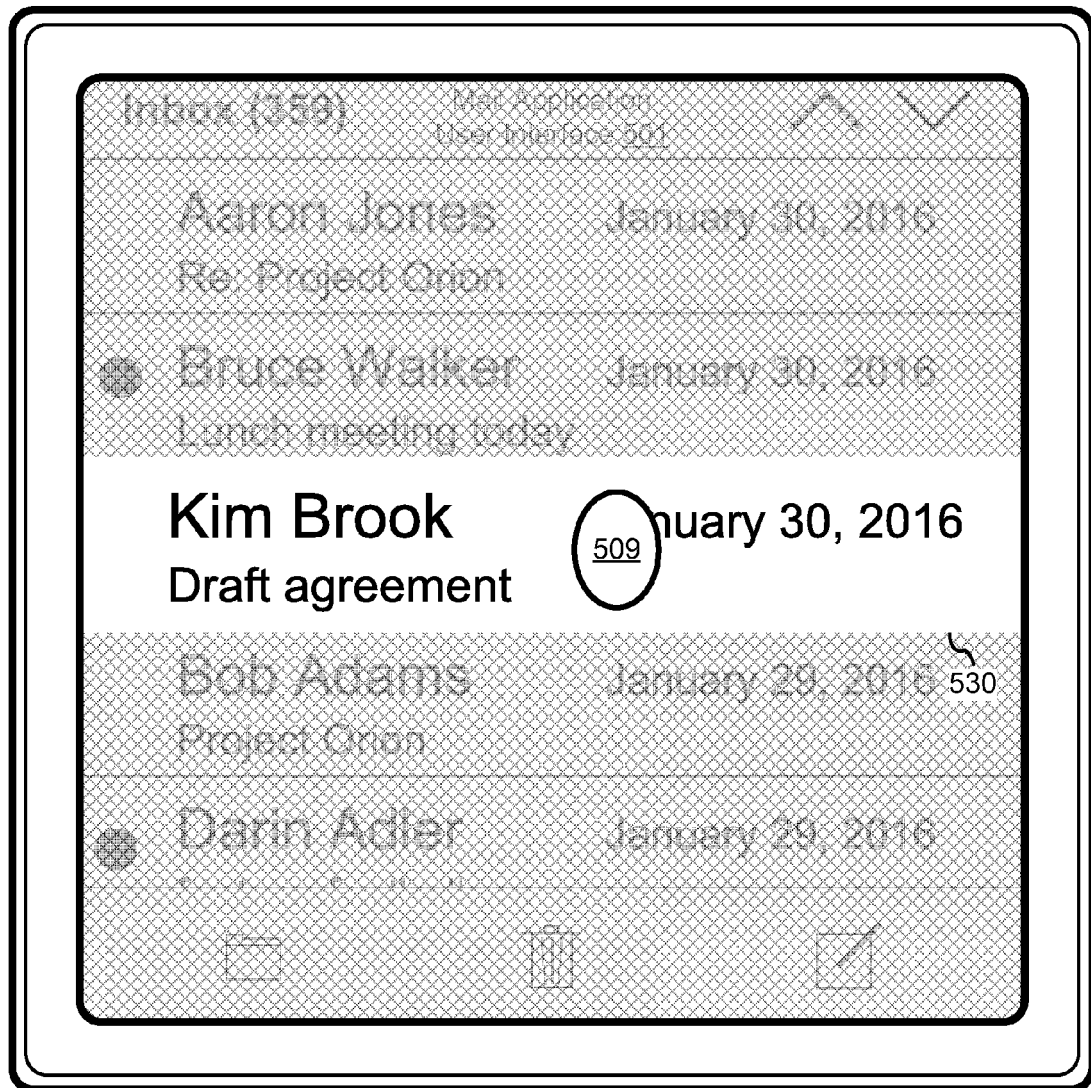 Inbox (359)
Mail Application
User Interface 501
Aaron Jones January 30, 2016
Re: Project Orion
Bruce Walker January 30, 2016
Lunch meeting today
Kim Brook nuary 30, 2016
509
Draft agreement
Bob Adams January 29, 2016
530
Project Orion
Darin Adler January 29, 2016